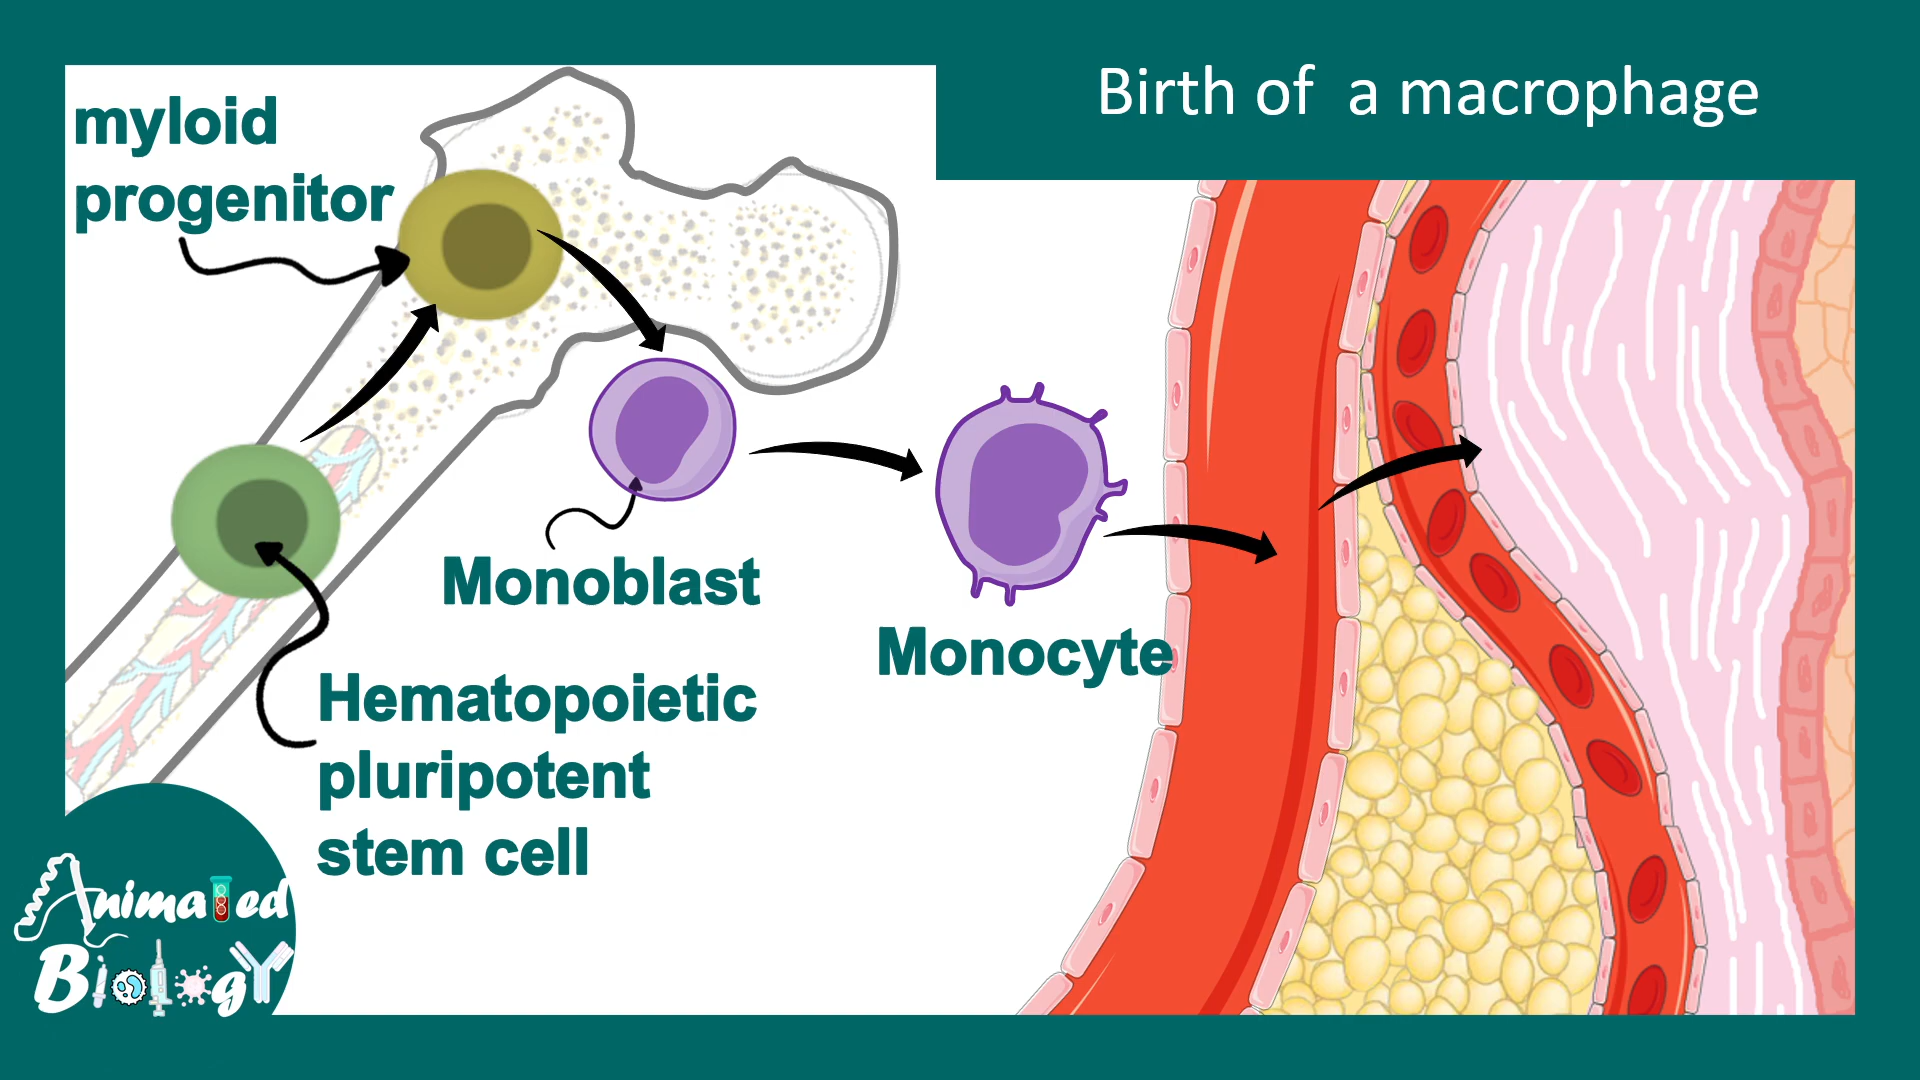 Birth of  a macrophage
myloid
progenitor
Monoblast
Monocyte
Hematopoietic
pluripotent
stem cell
Animated
Biology